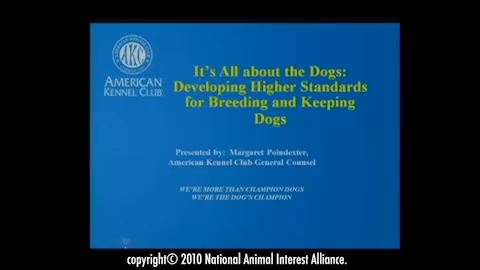 AKC
AMERICAN
KENNEL CLUB
It's All about the Dogs:
Developing Higher Standards
for Breeding and Keeping
Dogs
Presented by: Margaret Poindexter,
American Kennel Club General Counsel
WE'RE MORE THAN CHAMPION DOGS
WE'RE THE DOG'S CHAMPION
copyright© 2010 National Animal Interest Alliance.